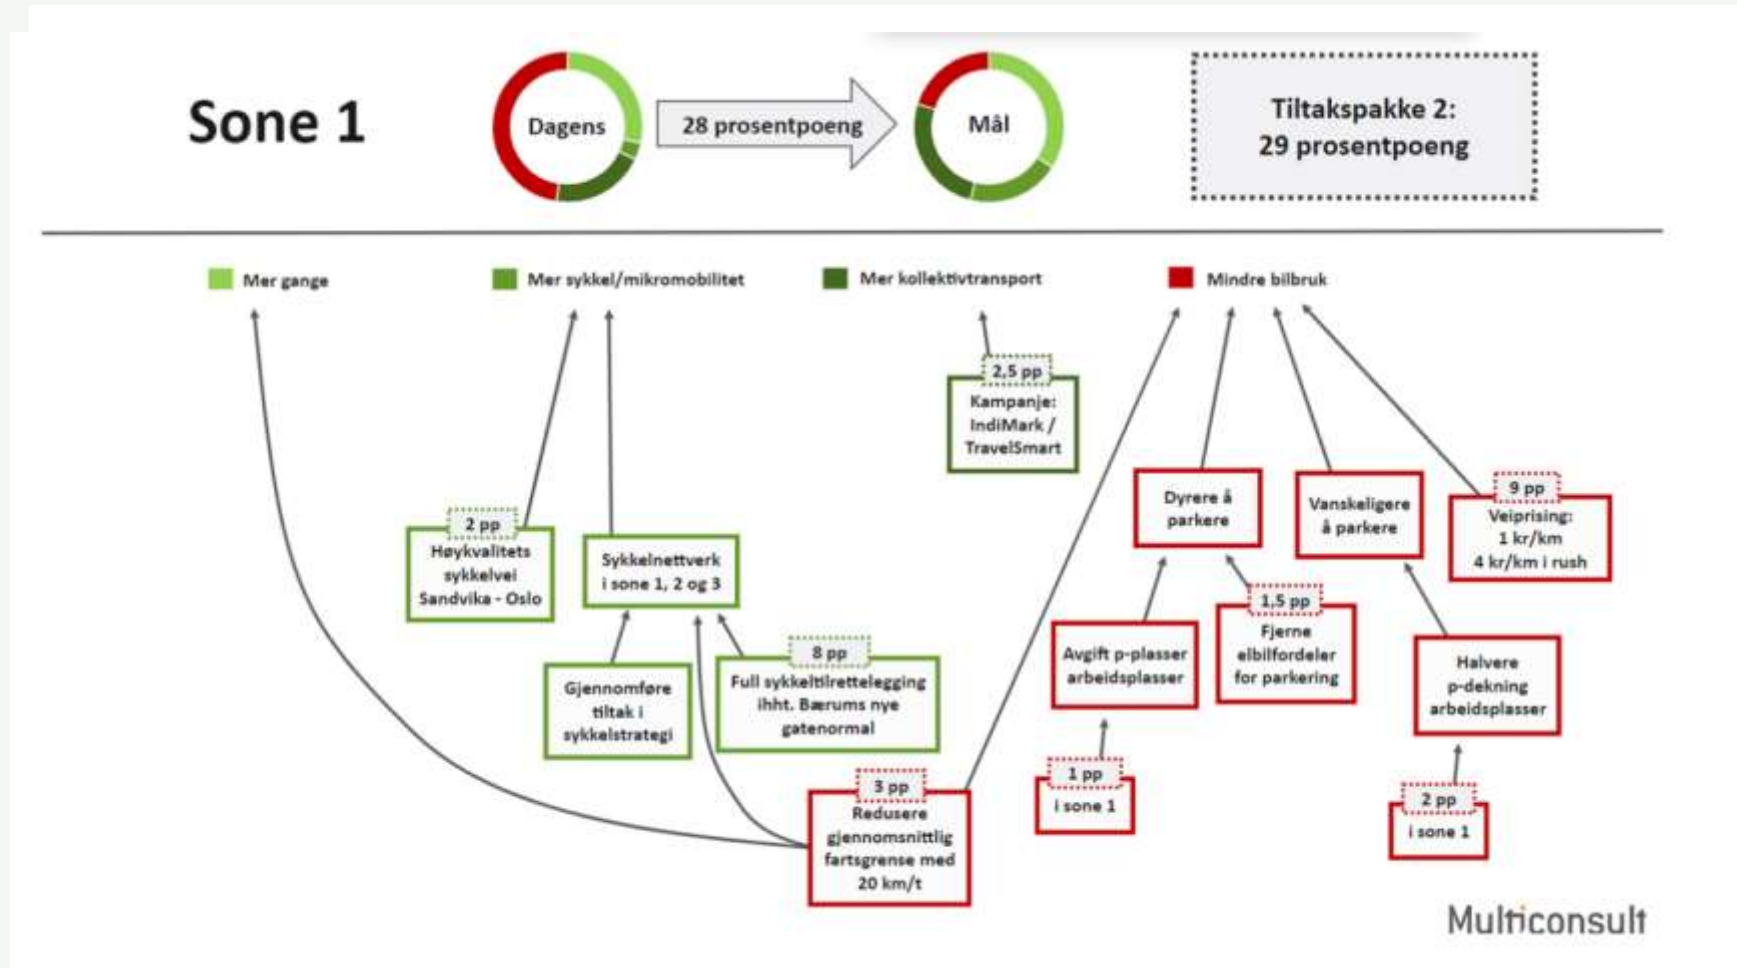 Sone 1
Dagens
28 prosentpoeng
Mål
Tiltakspakke 2:
29 prosentpoeng
Mer gange
Mer sykkel/mikromobilitet
Mer kollektivtransport
Mindre bilbruk
2,5 pp
Kampanje:
IndiMark /
TravelSmart
2 pp
Høykvalitets
sykkelvei
Sandvika - Oslo
Sykkelnettverk
i sone 1, 2 og 3
Dyrere å
parkere
Vanskeligere
å parkere
9 pp
Veiprising:
1 kr/km
4 kr/km i rush
Gjennomføre
tiltak i
sykkelstrategi
8 pp
Full sykkeltilrettelegging
ihht. Bærums nye
gatenormal
Avgift p-plasser
arbeidsplasser
1,5 pp
Fjerne
elbilfordeler
for parkering
Halvere
p-dekning
arbeidsplasser
3 pp
Redusere
gjennomsnittlig
fartsgrense med
20 km/t
1 pp
i sone 1
2 pp
i sone 1
Multiconsult